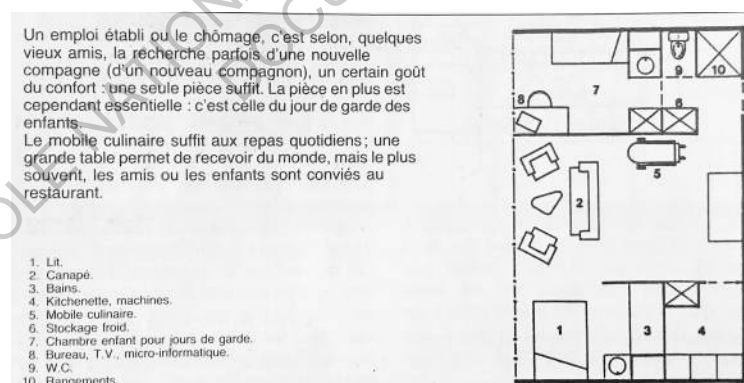 Un emploi établi ou le chômage, c'est selon, quelques
vieux amis, la recherche parfois d'une nouvelle
compagne (d'un nouveau compagnon), un certain goût
du confort : une seule pièce suffit. La pièce en plus est
cependant essentielle : c'est celle du jour de garde des
enfants.
Le mobile culinaire suffit aux repas quotidiens; une
grande table permet de recevoir du monde, mais le plus
souvent, les amis ou les enfants sont conviés au
restaurant.
1. Lit.
2. Canapé.
3. Bains.
4. Kitchenette, machines.
5. Mobile culinaire.
6. Stockage froid.
7. Chambre enfant pour jours de garde.
8. Bureau, T.V., micro-informatique.
9. W.C.
10. Rangements.
9
10
7
8
6
5
2
1
3
4